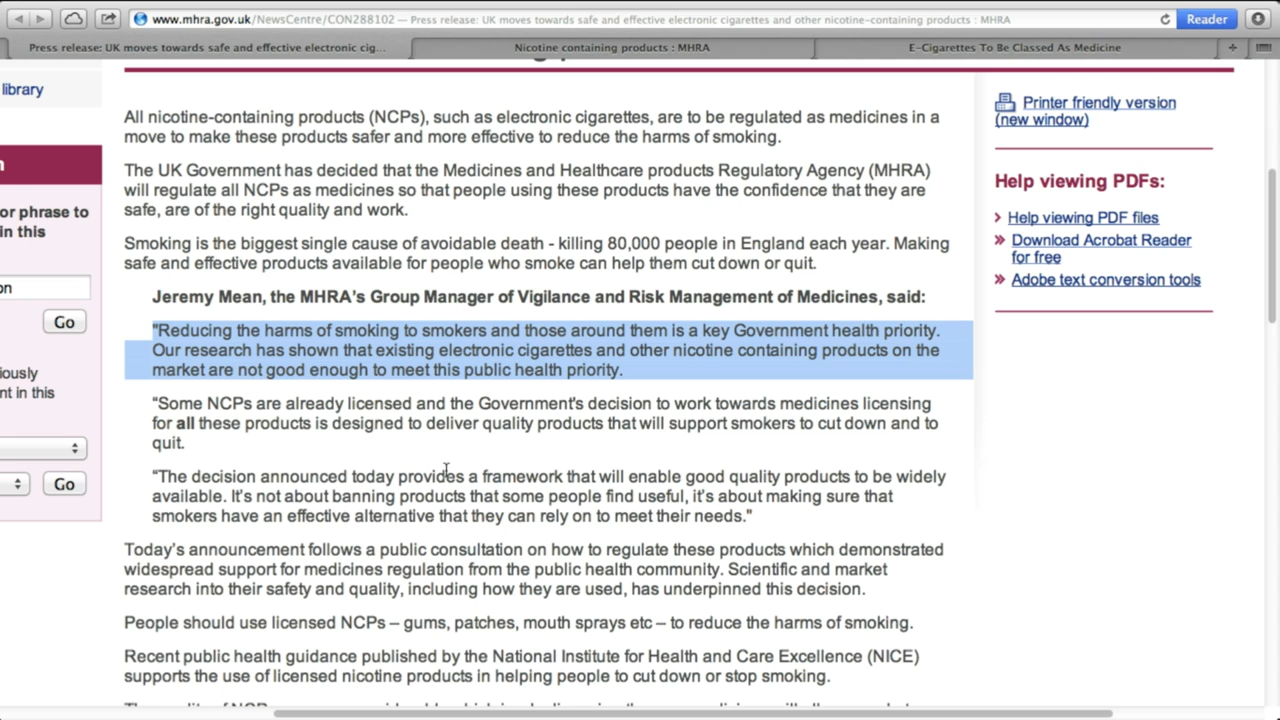 www.mhra.gov.uk/NewsCentre/CON288102 — Press release: UK moves towards safe and effective electronic cigarettes and other nicotine-containing products : MHRA
Reader
Press release: UK moves towards safe and effective electronic cig...
Nicotine containing products : MHRA
E-Cigarettes To Be Classed As Medicine
library
or phrase to
in this
on
Go
iously
nt in this
Go
All nicotine-containing products (NCPs), such as electronic cigarettes, are to be regulated as medicines in a
move to make these products safer and more effective to reduce the harms of smoking.
The UK Government has decided that the Medicines and Healthcare products Regulatory Agency (MHRA)
will regulate all NCPs as medicines so that people using these products have the confidence that they are
safe, are of the right quality and work.
Smoking is the biggest single cause of avoidable death - killing 80,000 people in England each year. Making
safe and effective products available for people who smoke can help them cut down or quit.
Jeremy Mean, the MHRA's Group Manager of Vigilance and Risk Management of Medicines, said:
"Reducing the harms of smoking to smokers and those around them is a key Government health priority.
Our research has shown that existing electronic cigarettes and other nicotine containing products on the
market are not good enough to meet this public health priority.
"Some NCPs are already licensed and the Government's decision to work towards medicines licensing
for all these products is designed to deliver quality products that will support smokers to cut down and to
quit.
"The decision announced today provides a framework that will enable good quality products to be widely
available. It's not about banning products that some people find useful, it's about making sure that
smokers have an effective alternative that they can rely on to meet their needs."
Today's announcement follows a public consultation on how to regulate these products which demonstrated
widespread support for medicines regulation from the public health community. Scientific and market
research into their safety and quality, including how they are used, has underpinned this decision.
People should use licensed NCPs – gums, patches, mouth sprays etc – to reduce the harms of smoking.
Recent public health guidance published by the National Institute for Health and Care Excellence (NICE)
supports the use of licensed nicotine products in helping people to cut down or stop smoking.
Printer friendly version
(new window)
Help viewing PDFs:
Help viewing PDF files
Download Acrobat Reader
for free
Adobe text conversion tools